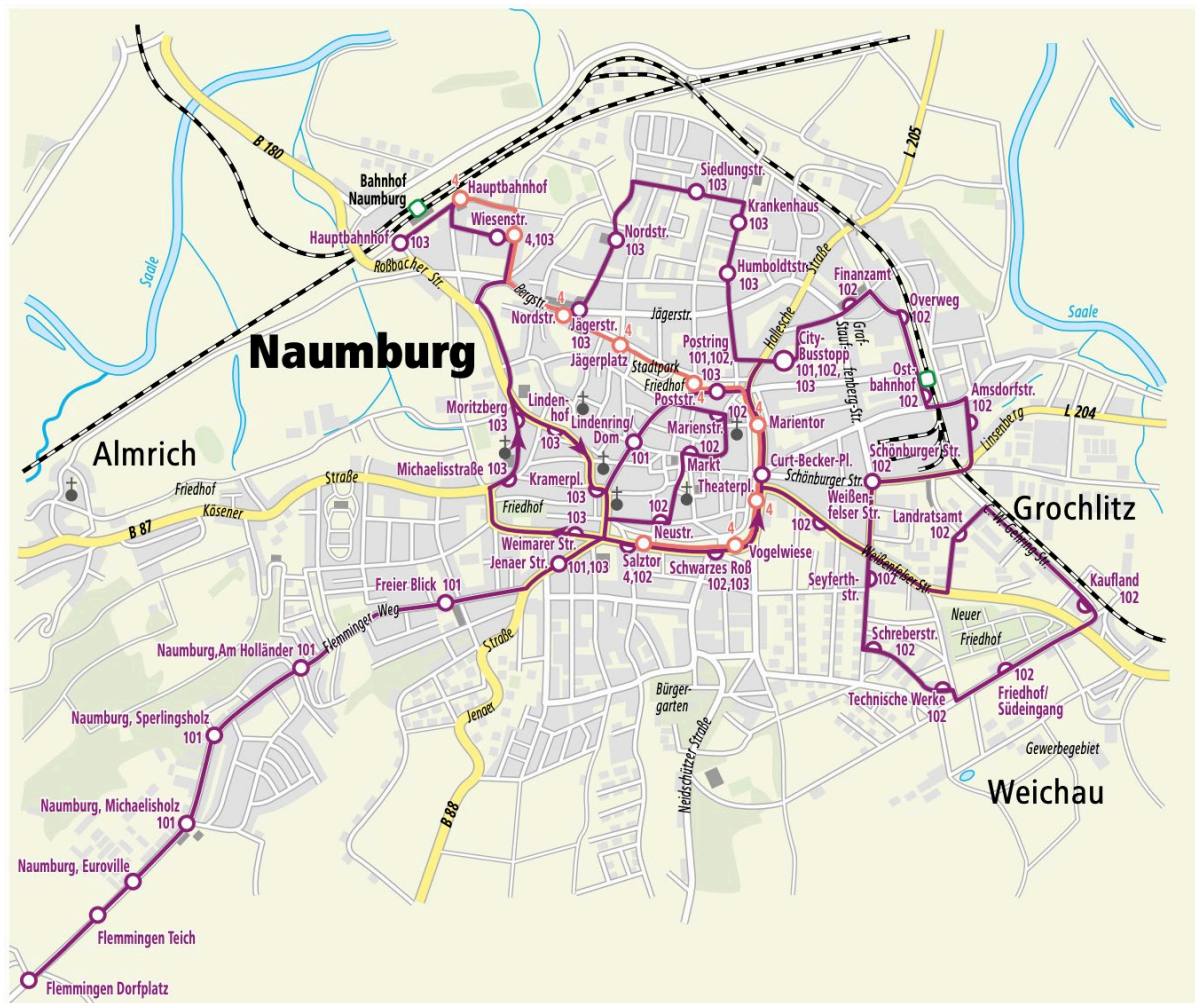 B 180
L 205
Saale
Bahnhof
Naumburg
4
Hauptbahnhof
Hauptbahnhof
103
Wiesenstr.
4,103
Roßbacher Str.
Siedlungstr.
103
Krankenhaus
103
Nordstr.
103
Humboldtstr.
103
Hallesche
Straße
Finanzamt
102
Overweg
102
Saale
Bergstr.
4
Nordstr.
Jägerstr.
103
Jägerstr.
4
Jägerplatz
Naumburg
Postring
101,102,
103
City-
Busstopp
101,102,
103
Graf-
Stauf-
fenberg-Str.
Stadtpark
Friedhof
4
Poststr.
Ost-
bahnhof
102
Amsdorfstr.
102
L 204
Linsenberg
Moritzberg
103
Linden-
hof
103
Lindenring/
Dom
101
Marienstr.
102
102
4
Marientor
Almrich
Michaelisstraße 103
Kramerpl.
103
Markt
Theaterpl.
Curt-Becker-Pl.
Schönburger Str.
Schönburger Str.
102
Friedhof
Kösener
Straße
B 87
Friedhof
102
Neustr.
4
4
102
Weißen-
felser Str.
Landratsamt
102
Grochlitz
C.-W.-Gehring-Str.
103
Weimarer Str.
Jenaer Str.
101,103
Salztor
4,102
Schwarzes Roß
102,103
Vogelwiese
Weißenfelser Str.
Seyferth-
str.
102
Kaufland
102
Freier Blick 101
Flemminger Weg
Neuer
Friedhof
Naumburg,Am Holländer 101
Straße
Schreberstr.
102
Technische Werke
102
102
Friedhof/
Südeingang
Bürger-
garten
Naumburg, Sperlingsholz
101
Jenaer
Neidschützer Straße
Gewerbegebiet
Weichau
Naumburg, Michaelisholz
101
B 88
Naumburg, Euroville
Flemmingen Teich
Flemmingen Dorfplatz